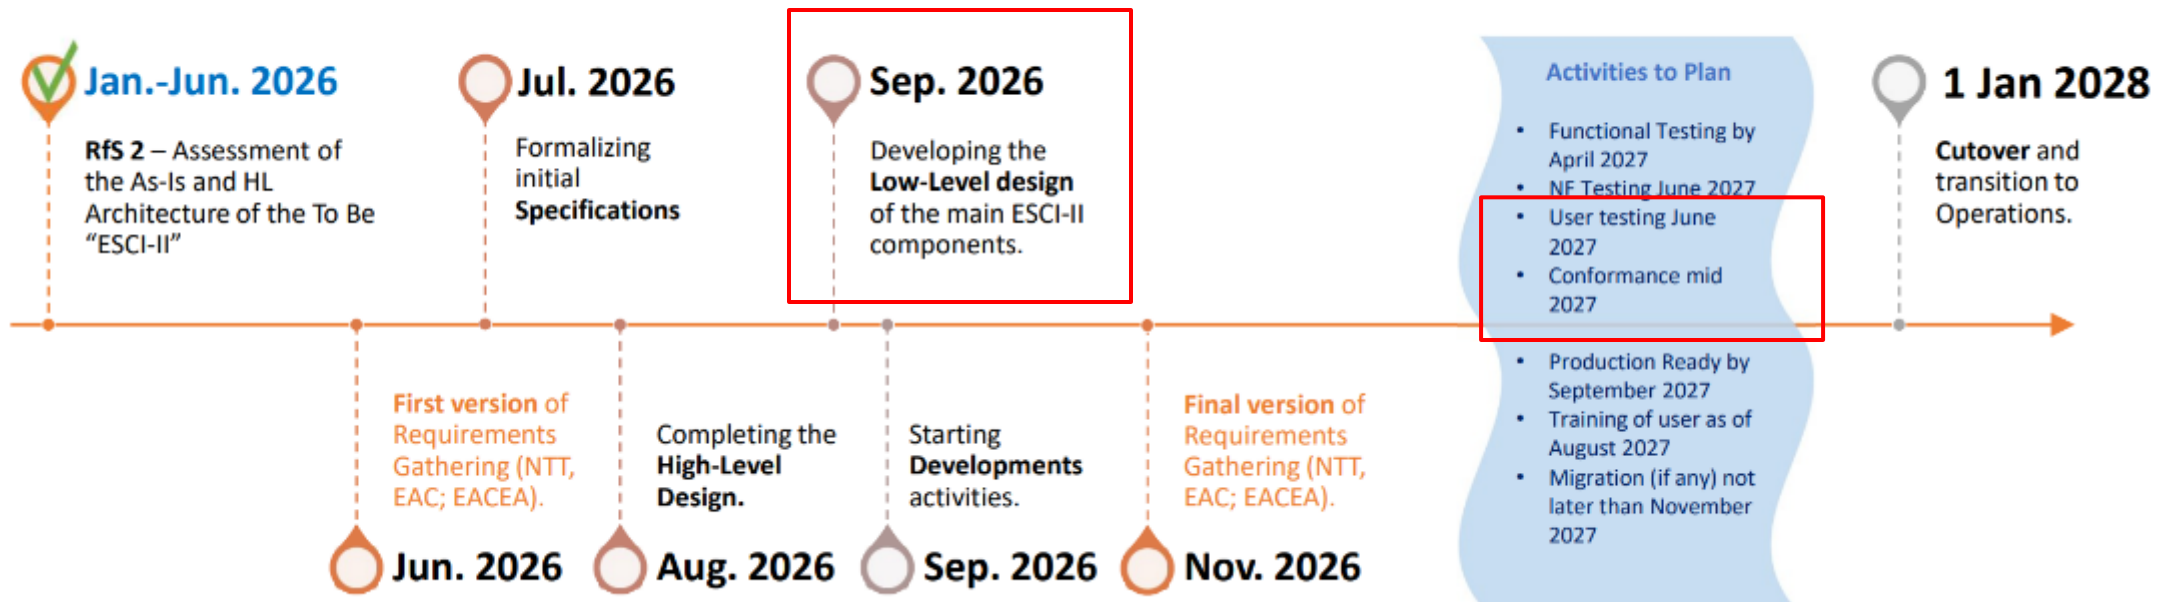 Jan.-Jun. 2026
RfS 2 – Assessment of
the As-Is and HL
Architecture of the To Be
“ESCI-II”
Jul. 2026
Formalizing
initial
Specifications
Sep. 2026
Developing the
Low-Level design
of the main ESCI-II
components.
Activities to Plan
• Functional Testing by
April 2027
• NF Testing June 2027
• User testing June
2027
• Conformance mid
2027
• Production Ready by
September 2027
• Training of user as of
August 2027
• Migration (if any) not
later than November
2027
1 Jan 2028
Cutover and
transition to
Operations.
First version of
Requirements
Gathering (NTT,
EAC; EACEA).
Jun. 2026
Completing the
High-Level
Design.
Aug. 2026
Starting
Developments
activities.
Sep. 2026
Final version of
Requirements
Gathering (NTT,
EAC; EACEA).
Nov. 2026